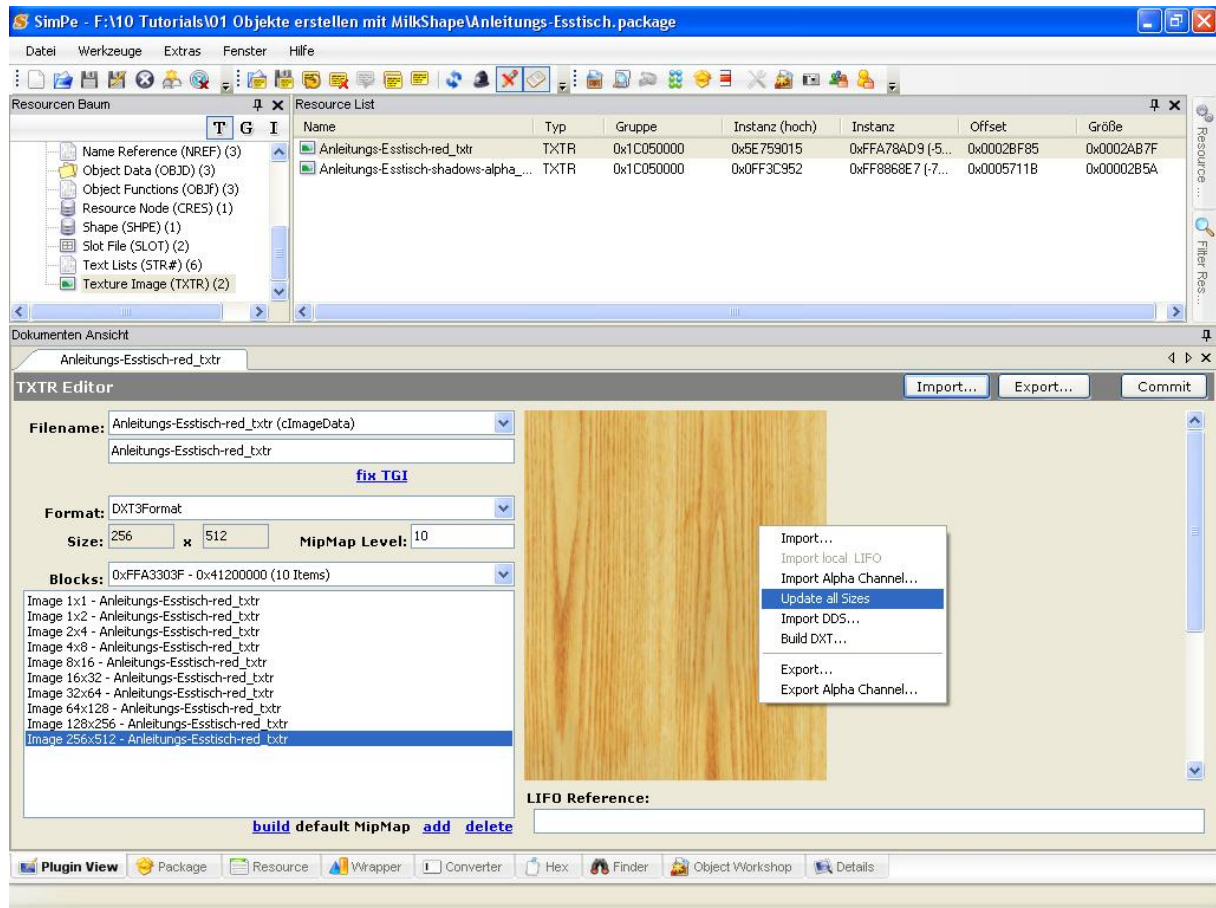 SimPe - F:\10 Tutorials\01 Objekte erstellen mit MilkShape\Anleitungs-Esstisch.package
Datei Werkzeuge Extras Fenster Hilfe
Resourcen Baum
T G I
Name Reference (NREF) (3)
Object Data (OBJD) (3)
Object Functions (OBJf) (3)
Resource Node (CRES) (1)
Shape (SHPE) (1)
Slot File (SLOT) (2)
Text Lists (STR#) (6)
Texture Image (TXTR) (2)
Resource List
Name Typ Gruppe Instanz (hoch) Instanz Offset Größe
Anleitungs-Esstisch-red_txtr TXTR 0x1C050000 0x5E759015 0xFFA78AD9 (-5... 0x0002BF85 0x0002AB7F
Anleitungs-Esstisch-shadows-alpha_... TXTR 0x1C050000 0x0FF3C952 0xFF8868E7 (-7... 0x0005711B 0x00002B5A
Resource ...
Filter Res...
Dokumenten Ansicht
Anleitungs-Esstisch-red_txtr
TXTR Editor
Import... Export... Commit
Filename: Anleitungs-Esstisch-red_txtr (cImageData)
Anleitungs-Esstisch-red_txtr
fix TGI
Format: DXT3Format
Size: 256 x 512 MipMap Level: 10
Blocks: 0xFFA3303F - 0x41200000 (10 Items)
Image 1x1 - Anleitungs-Esstisch-red_txtr
Image 1x2 - Anleitungs-Esstisch-red_txtr
Image 2x4 - Anleitungs-Esstisch-red_txtr
Image 4x8 - Anleitungs-Esstisch-red_txtr
Image 8x16 - Anleitungs-Esstisch-red_txtr
Image 16x32 - Anleitungs-Esstisch-red_txtr
Image 32x64 - Anleitungs-Esstisch-red_txtr
Image 64x128 - Anleitungs-Esstisch-red_txtr
Image 128x256 - Anleitungs-Esstisch-red_txtr
Image 256x512 - Anleitungs-Esstisch-red_txtr
build default MipMap add delete
Import...
Import local LIFO
Import Alpha Channel...
Update all Sizes
Import DDS...
Build DXT...
Export...
Export Alpha Channel...
LIFO Reference:
Plugin View Package Resource Wrapper Converter Hex Finder Object Workshop Details